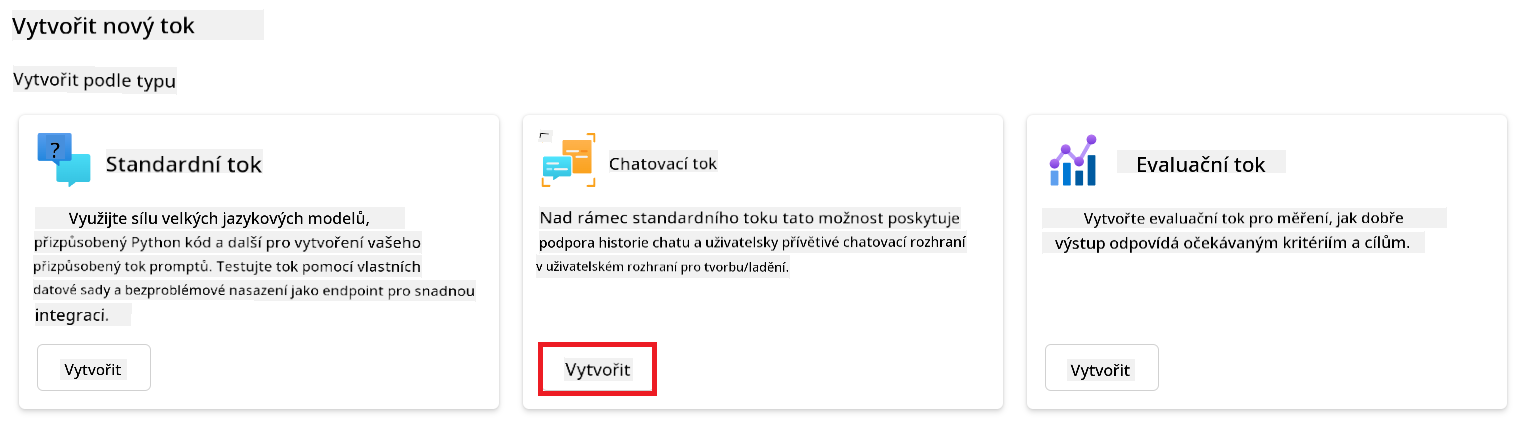 Vytvořit nový tok
Vytvořit podle typu
?
Standardní tok
Využijte sílu velkých jazykových modelů,
přizpůsobený Python kód a další pro vytvoření vašeho
přizpůsobený tok promptů. Testujte tok pomocí vlastních
datové sady a bezproblémové nasazení jako endpoint pro snadnou
integraci.
Vytvořit
Chatovací tok
Nad rámec standardního toku tato možnost poskytuje
podpora historie chatu a uživatelsky přívětivé chatovací rozhraní
v uživatelském rozhraní pro tvorbu/ladění.
Vytvořit
Evaluační tok
Vytvořte evaluační tok pro měření, jak dobře
výstup odpovídá očekávaným kritériím a cílům.
Vytvořit